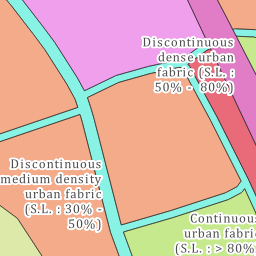 Discontinuous
dense urban
fabric (S.L. :
50% - 80%)
Discontinuous
medium density
urban fabric
(S.L. : 30% -
50%)
Continuous
urban fabric
(S.L. : > 80%